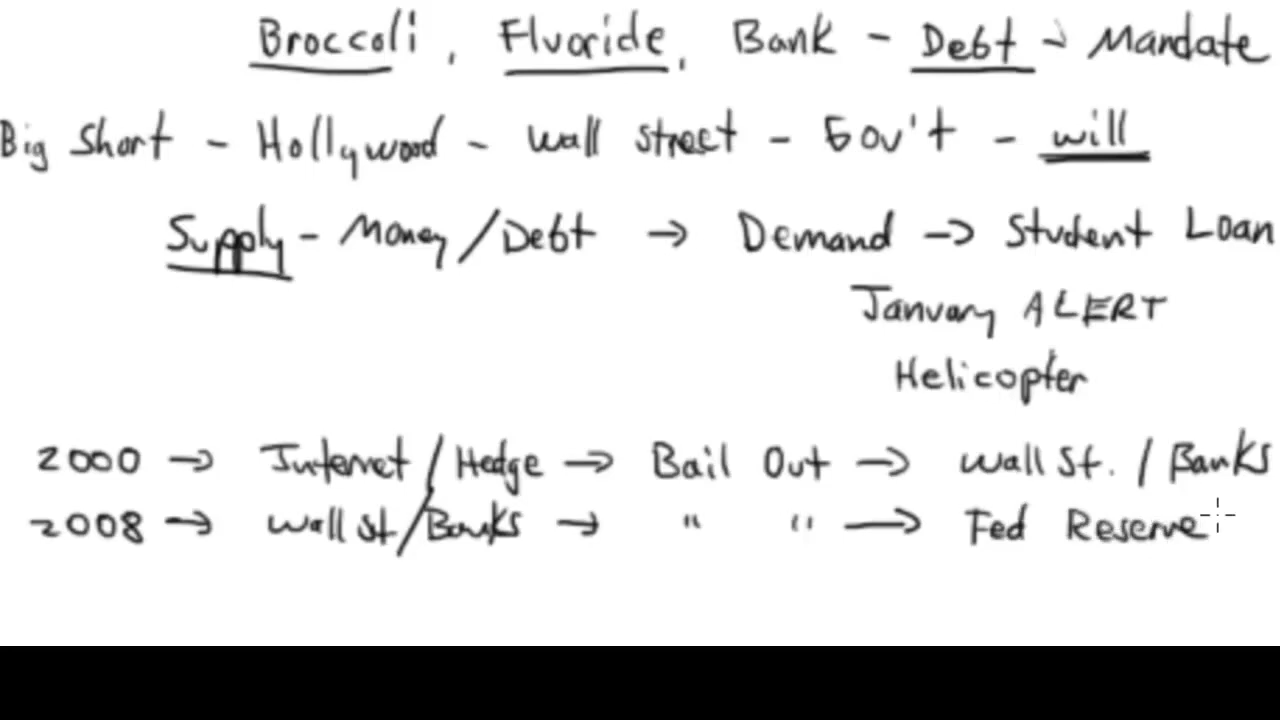 Broccoli, Fluoride, Bank - Debt - Mandate
Big Short - Hollywood - Wall Street - Gov't - will
Supply - Money/Debt → Demand → Student Loan
January ALERT
Helicopter
2000 → Internet/Hedge → Bail Out → Wall St. / Banks
2008 → Wall St/Banks → " " → Fed Reserve